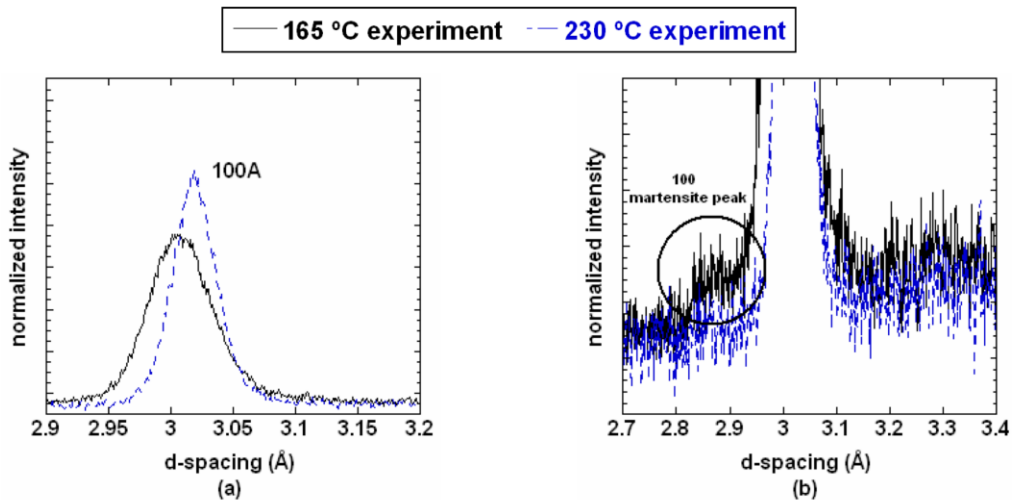 165 ºC experiment 230 ºC experiment
normalized intensity
100A
2.9 2.95 3 3.05 3.1 3.15 3.2
d-spacing (Å)
(a)
normalized intensity
100
martensite peak
2.7 2.8 2.9 3 3.1 3.2 3.3 3.4
d-spacing (Å)
(b)